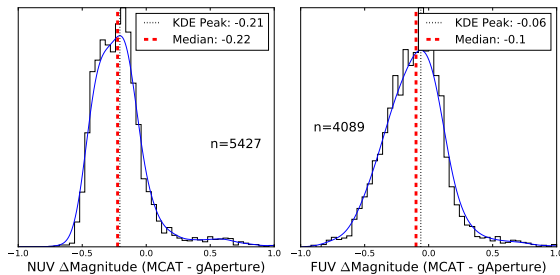 KDE Peak: -0.21
Median: -0.22
n=5427
−1.0 −0.5 0.0 0.5 1.0
NUV ΔMagnitude (MCAT - gAperture)
KDE Peak: -0.06
Median: -0.1
n=4089
−1.0 −0.5 0.0 0.5 1.0
FUV ΔMagnitude (MCAT - gAperture)